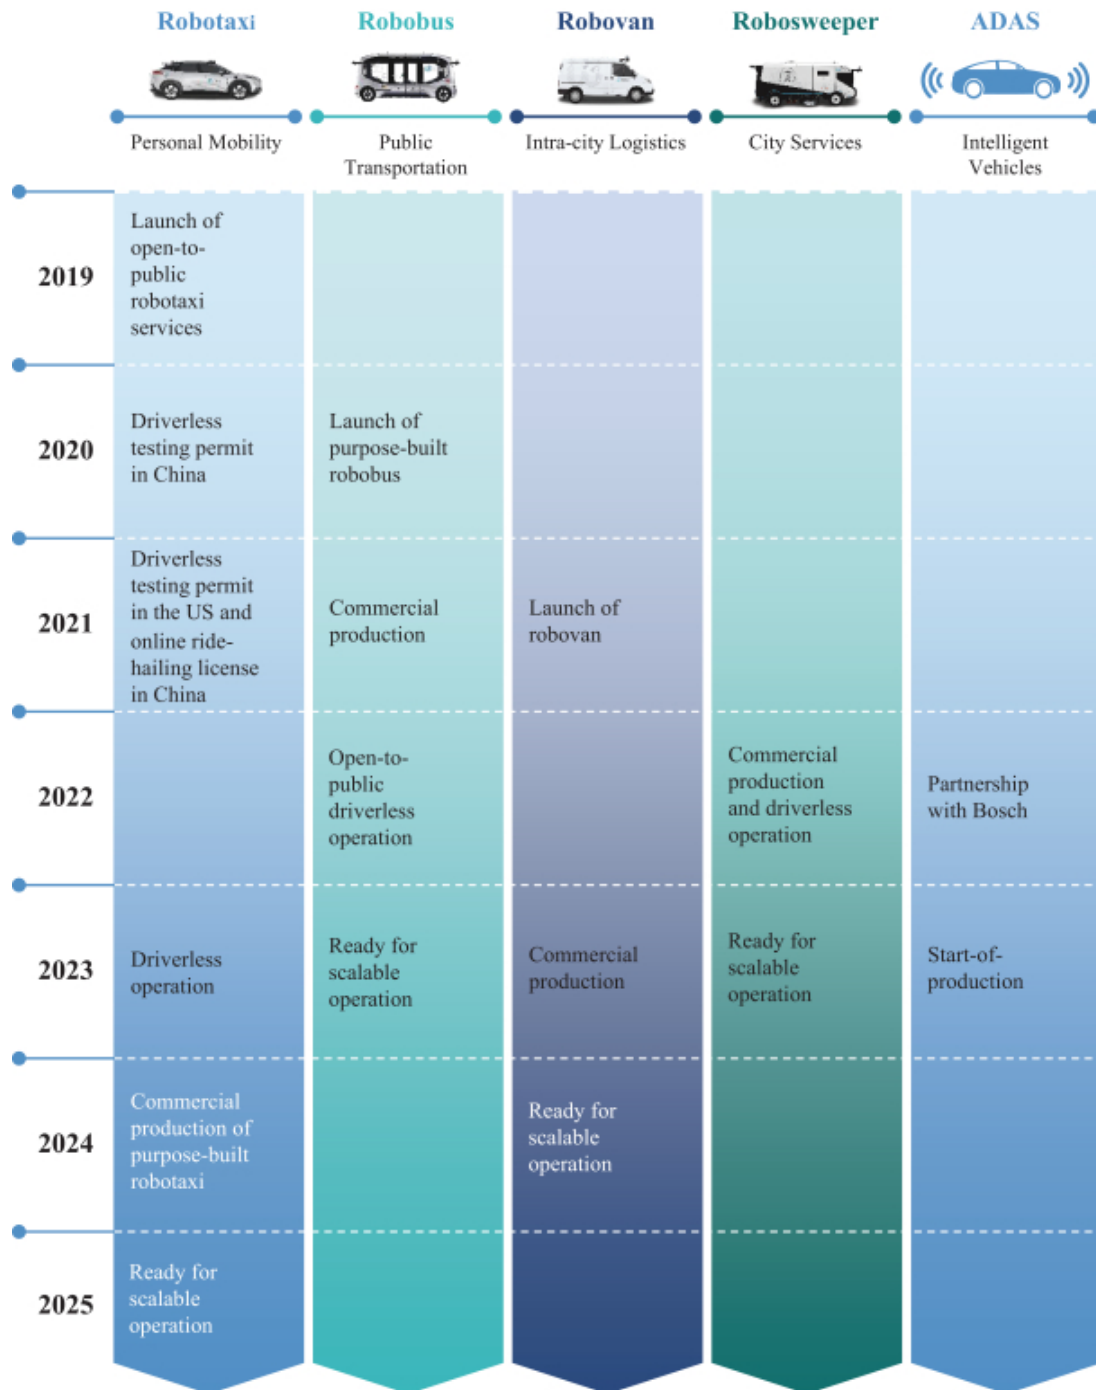 Robotaxi
Robobus
Robovan
Robosweeper
ADAS
Personal Mobility
Public
Transportation
Intra-city Logistics
City Services
Intelligent
Vehicles
2019
Launch of
open-to-
public
robotaxi
services
2020
Driverless
testing permit
in China
Launch of
purpose-built
robobus
2021
Driverless
testing permit
in the US and
online ride-
hailing license
in China
Commercial
production
Launch of
robovan
2022
Open-to-
public
driverless
operation
Commercial
production
and driverless
operation
Partnership
with Bosch
2023
Driverless
operation
Ready for
scalable
operation
Commercial
production
Ready for
scalable
operation
Start-of-
production
2024
Commercial
production of
purpose-built
robotaxi
Ready for
scalable
operation
2025
Ready for
scalable
operation